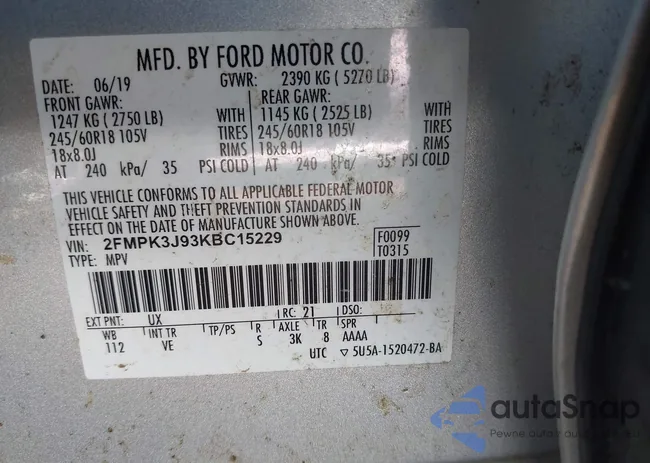 MFD. BY FORD MOTOR CO.
DATE: 06/19 GVWR: 2390 KG ( 5270 LB)
FRONT GAWR: REAR GAWR:
1247 KG ( 2750 LB) WITH 1145 KG ( 2525 LB) WITH
245/60R18 105V TIRES 245/60R18 105V TIRES
18x8.0J RIMS 18x8.0J RIMS
AT 240 kPa/ 35 PSI COLD AT 240 kPa/ 35 PSI COLD
THIS VEHICLE CONFORMS TO ALL APPLICABLE FEDERAL MOTOR
VEHICLE SAFETY AND THEFT PREVENTION STANDARDS IN
EFFECT ON THE DATE OF MANUFACTURE SHOWN ABOVE.
VIN: 2FMPK3J93KBC15229 F0099
TYPE: MPV T0315
EXT PNT: UX RC: 21 DSO:
WB INT TR TP/PS R AXLE TR SPR
112 VE S 3K 8 AAAA
UTC ▽ 5U5A-1520472-BA
autaSnap
Pewne auta z aukcji